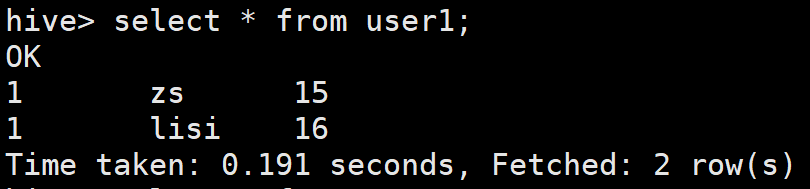 hive> select * from user1;
OK
1 zs 15
1 lisi 16
Time taken: 0.191 seconds, Fetched: 2 row(s)